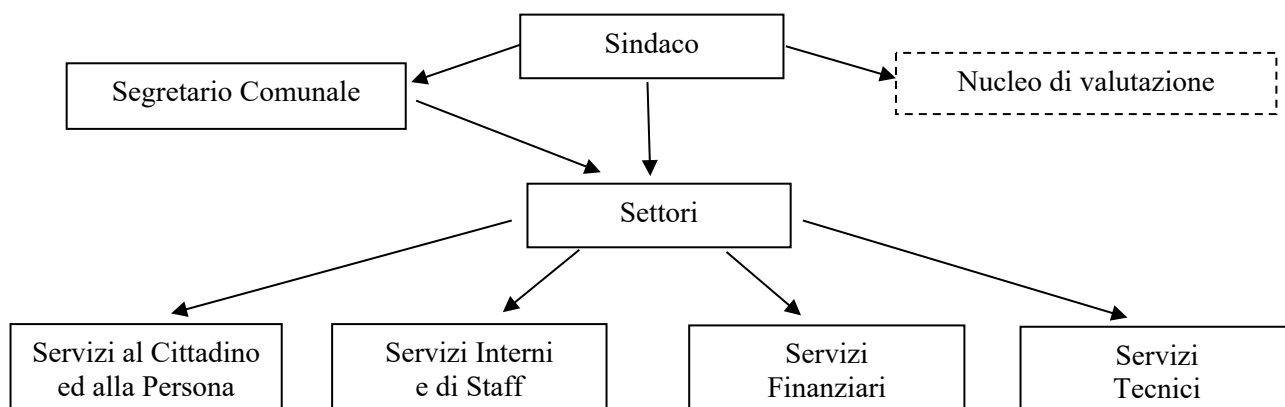 Sindaco
Segretario Comunale
Nucleo di valutazione
Settori
Servizi al Cittadino
ed alla Persona
Servizi Interni
e di Staff
Servizi
Finanziari
Servizi
Tecnici